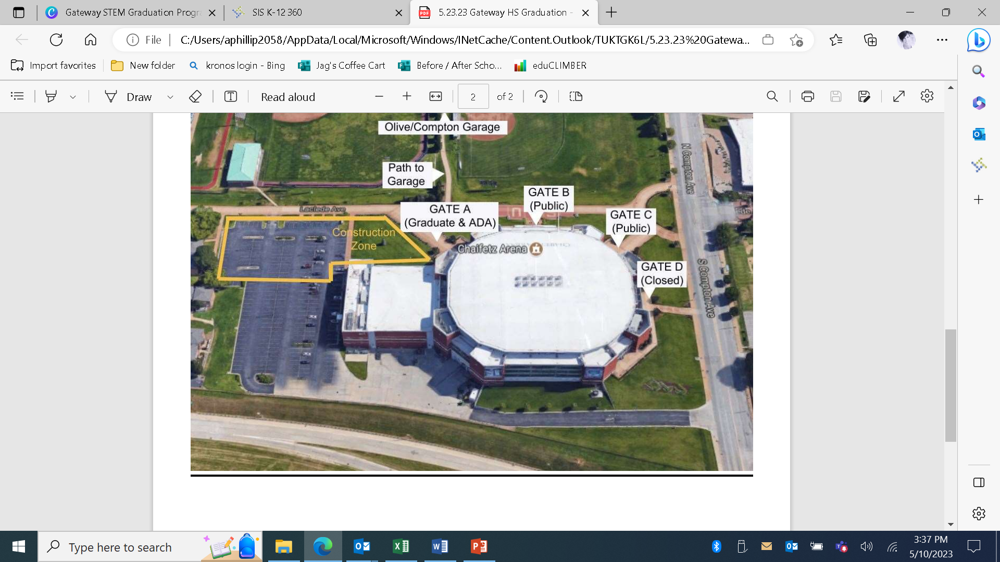 Gateway STEM Graduation Progr
SIS K-12 360
5.23.23 Gateway HS Graduation -
File
C:/Users/aphillip2058/AppData/Local/Microsoft/Windows/INetCache/Content.Outlook/TUKTGK6L/5.23.23%20Gatewa...
Import favorites
New folder
kronos login - Bing
Jag's Coffee Cart
Before / After Scho...
eduCLIMBER
Draw
Read aloud
2
of 2
Olive/Compton Garage
N Compton Ave
Path to
Garage
GATE B
(Public)
Laclede Ave
GATE A
(Graduate & ADA)
GATE C
(Public)
Construction
Zone
Chaifetz Arena
GATE D
(Closed)
S Compton Ave
Type here to search
3:37 PM
5/10/2023